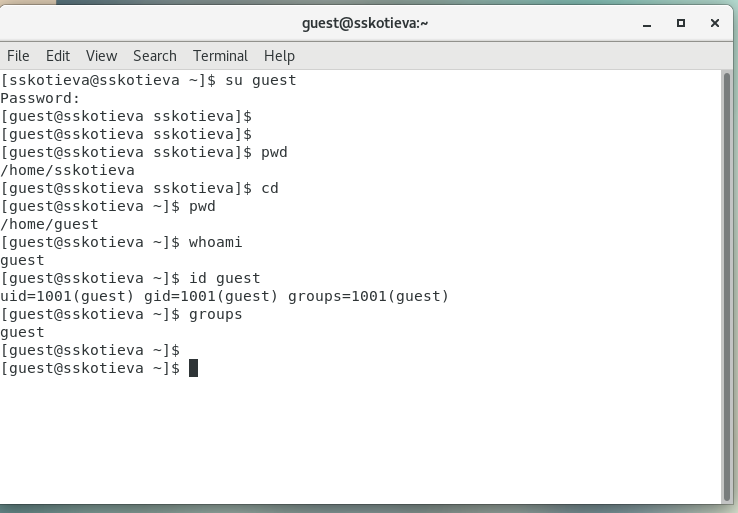 guest@sskotieva:~
File Edit View Search Terminal Help
[sskotieva@sskotieva ~]$ su guest
Password:
[guest@sskotieva sskotieva]$
[guest@sskotieva sskotieva]$
[guest@sskotieva sskotieva]$ pwd
/home/sskotieva
[guest@sskotieva sskotieva]$ cd
[guest@sskotieva ~]$ pwd
/home/guest
[guest@sskotieva ~]$ whoami
guest
[guest@sskotieva ~]$ id guest
uid=1001(guest) gid=1001(guest) groups=1001(guest)
[guest@sskotieva ~]$ groups
guest
[guest@sskotieva ~]$
[guest@sskotieva ~]$